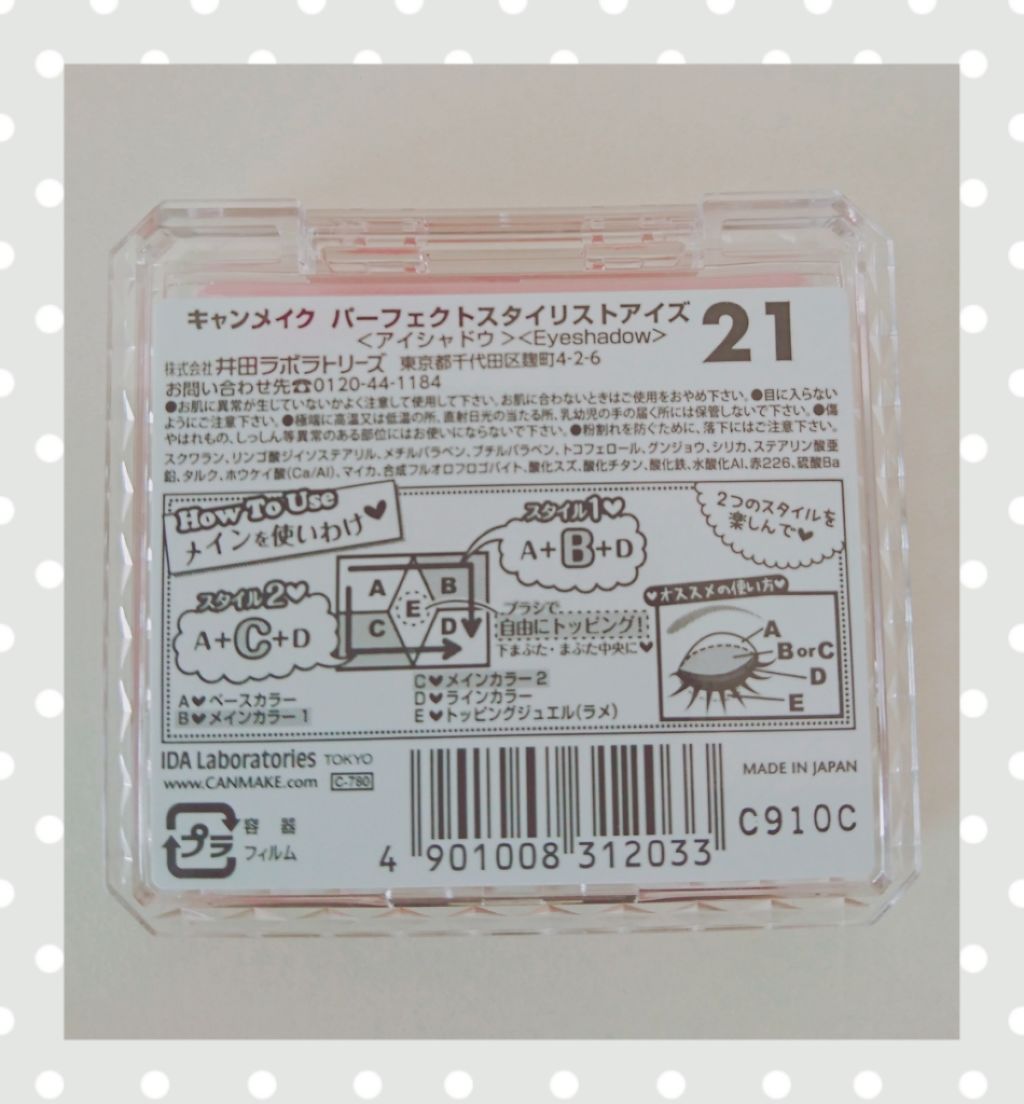 キャンメイク パーフェクトスタイリストアイズ 21
<アイシャドウ><Eyeshadow>
株式会社 井田ラボラトリーズ 東京都千代田区麹町4-2-6
お問い合わせ先☎0120-44-1184
●お肌に異常が生じていないかよく注意して使用して下さい。お肌に合わないときはご使用をおやめ下さい。●目に入らない
ようにご注意下さい。●極端に高温又は低温の所、直射日光の当たる所、乳幼児の手の届く所には保管しないで下さい。●傷
やはれもの、しっしん等異常のある部位にはお使いにならないで下さい。●粉割れを防ぐために、落下にはご注意下さい。
スクワラン、リンゴ酸ジイソステアリル、メチルパラベン、ブチルパラベン、トコフェロール、グンジョウ、シリカ、ステアリン酸亜
鉛、タルク、ホウケイ酸(Ca/Al)、マイカ、合成フルオロフロゴパイト、酸化スズ、酸化チタン、酸化鉄、水酸化Al、赤226、硫酸Ba
How To Use
メインを使いわけ♥
スタイル1♥
A+B+D
2つのスタイルを
楽しんで♥
スタイル2♥
A+C+D
A
B
E
C
D
ブラシで
自由にトッピング!
下まぶた・まぶた中央に♥
♥オススメの使い方♥
A
B or C
D
E
A♥ベースカラー
B♥メインカラー1
C♥メインカラー2
D♥ラインカラー
E♥トッピングジュエル(ラメ)
IDA Laboratories TOKYO
www.CANMAKE.com C-780
MADE IN JAPAN
C910C
プラ
容器
フィルム
4 901008 312033